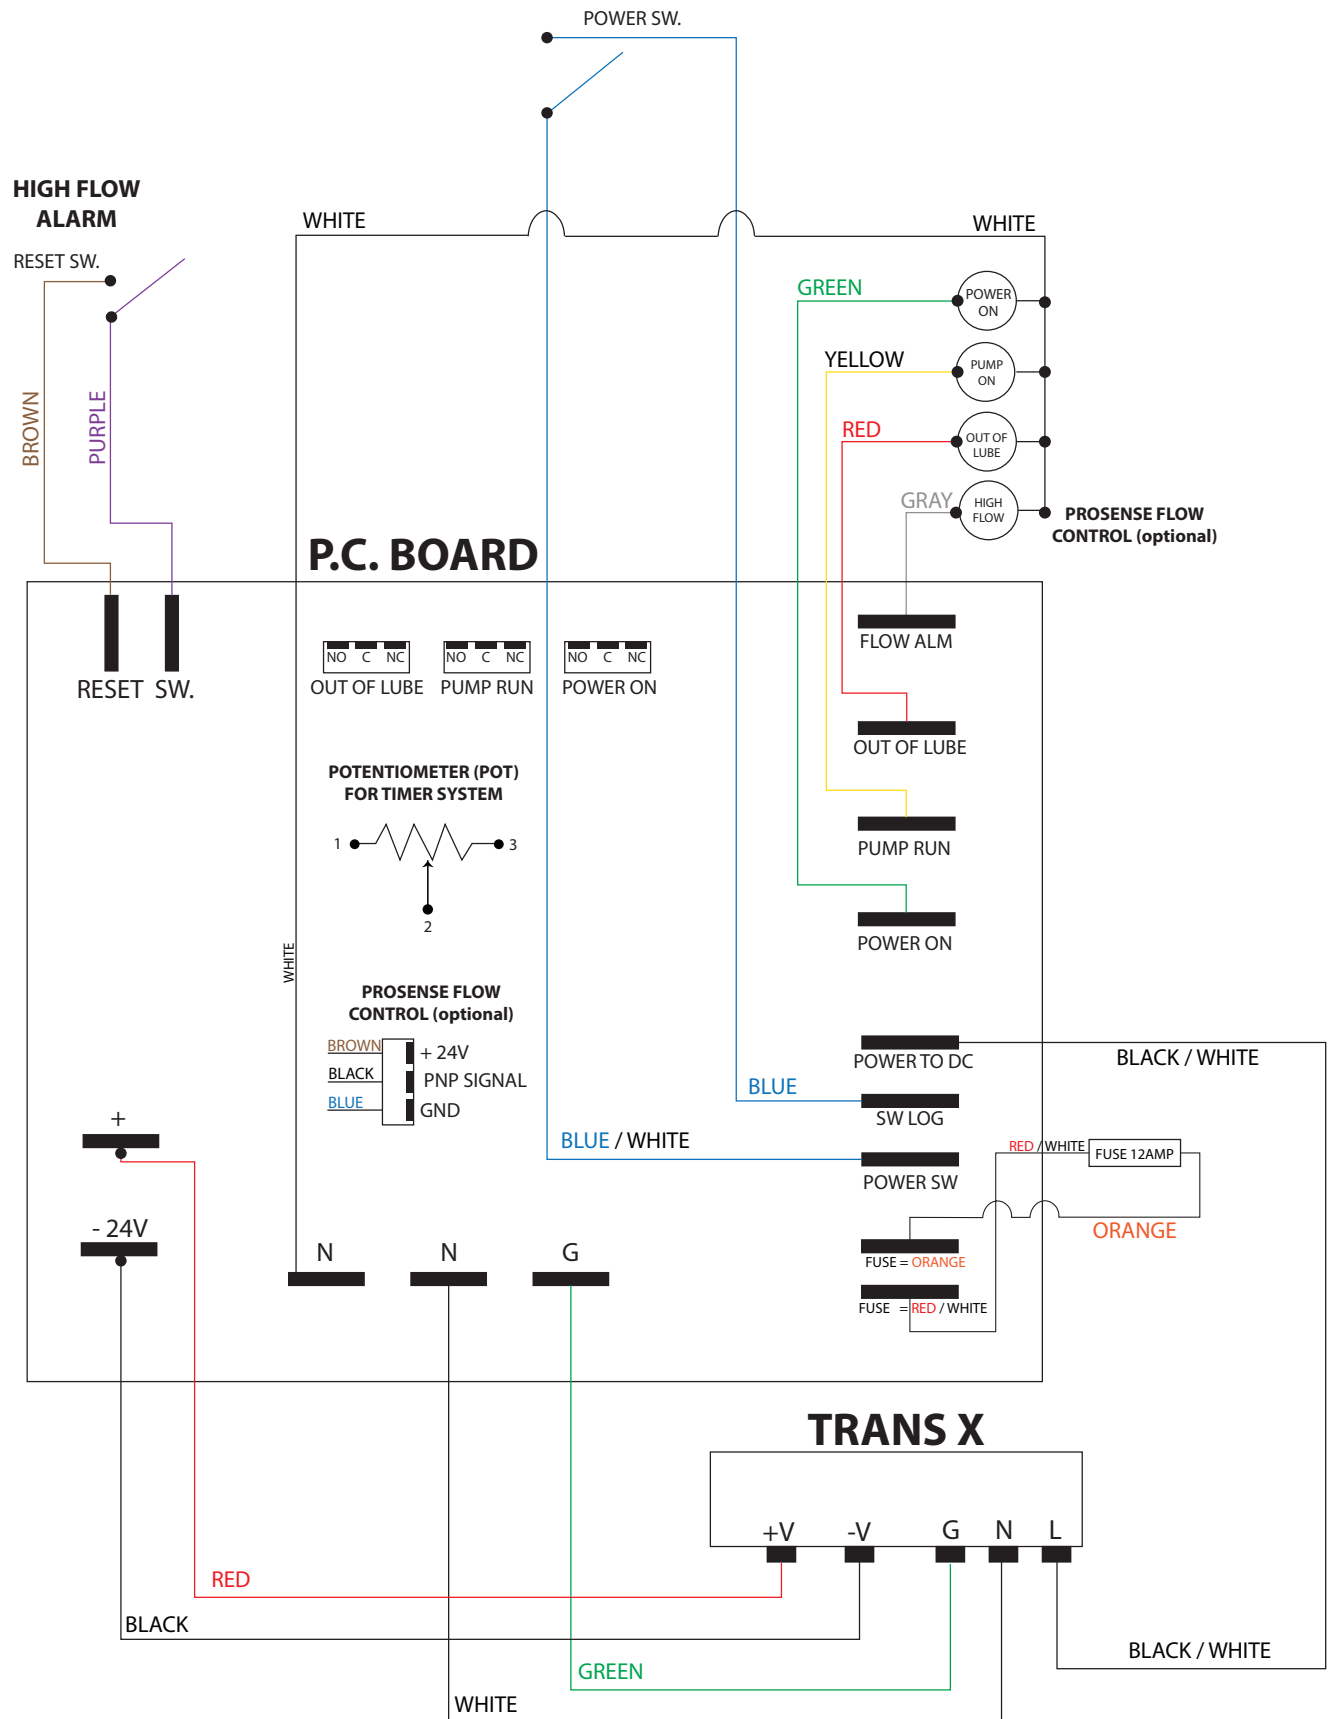 POWER SW.
HIGH FLOW
ALARM
WHITE
WHITE
RESET SW.
GREEN
POWER
ON
YELLOW
PUMP
ON
BROWN
PURPLE
RED
OUT OF
LUBE
GRAY
HIGH
FLOW
PROSENSE FLOW
CONTROL (optional)
P.C. BOARD
FLOW ALM
NO C NC
NO C NC
NO C NC
RESET SW.
OUT OF LUBE
PUMP RUN
POWER ON
OUT OF LUBE
POTENTIOMETER (POT)
FOR TIMER SYSTEM
1
3
2
PUMP RUN
POWER ON
WHITE
PROSENSE FLOW
CONTROL (optional)
BROWN
+ 24V
BLACK
PNP SIGNAL
BLUE
GND
POWER TO DC
BLACK / WHITE
BLUE
SW LOG
+
BLUE / WHITE
RED / WHITE
FUSE 12AMP
POWER SW
- 24V
ORANGE
N
N
G
FUSE = ORANGE
FUSE = RED / WHITE
TRANS X
+V
-V
G
N
L
RED
BLACK
BLACK / WHITE
GREEN
WHITE